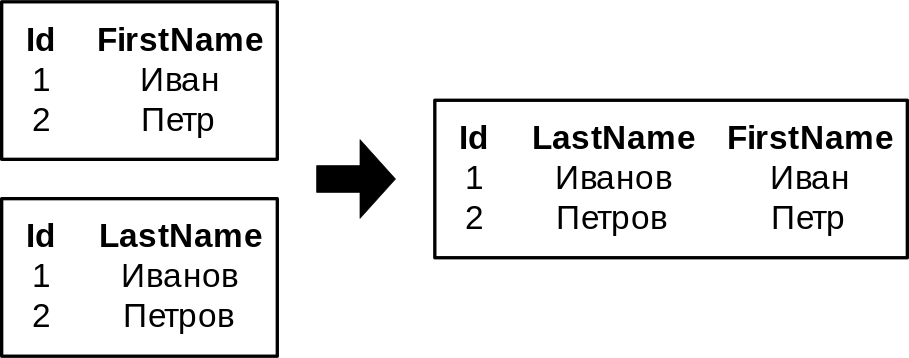 Id FirstName
1 Иван
2 Петр
Id LastName
1 Иванов
2 Петров
Id LastName FirstName
1 Иванов Иван
2 Петров Петр